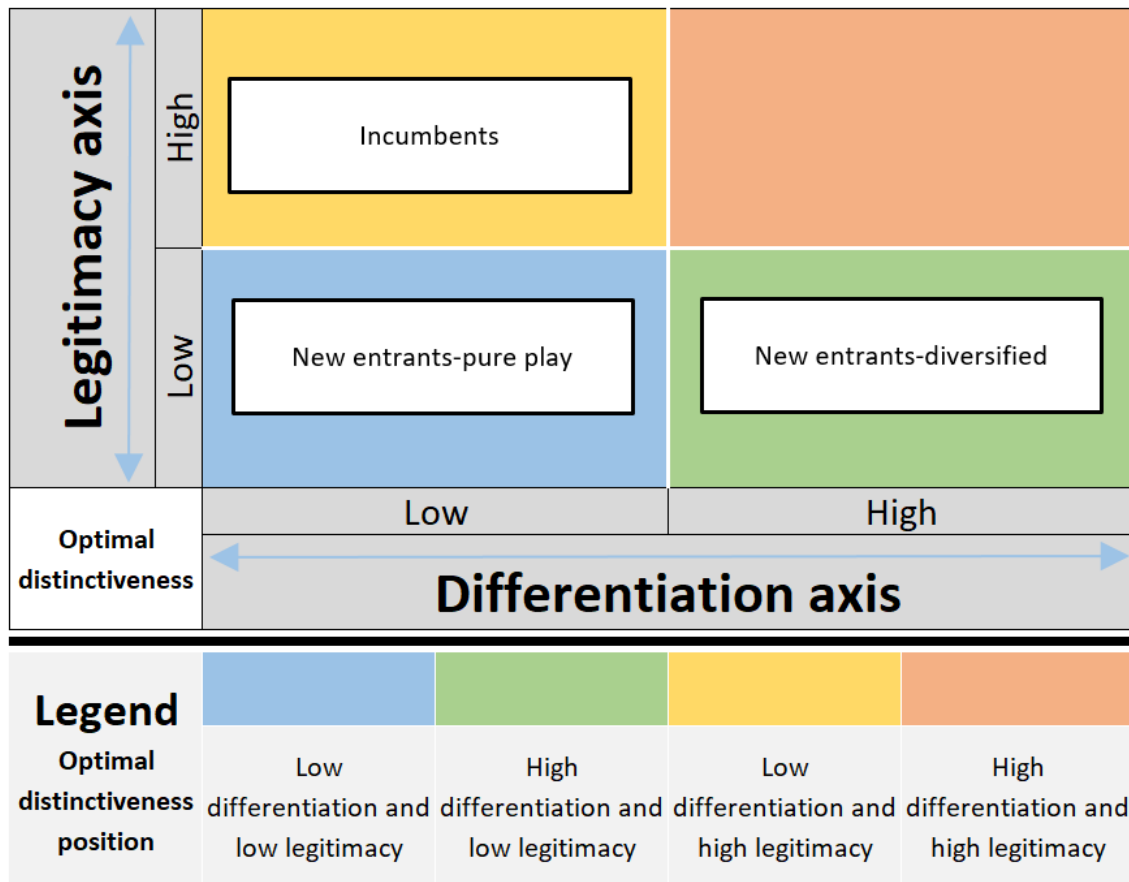 Legitimacy axis
High
Low
Incumbents
New entrants-pure play
New entrants-diversified
Optimal
distinctiveness
Low
High
Differentiation axis
Legend
Optimal
distinctiveness
position
Low
differentiation and
low legitimacy
High
differentiation and
low legitimacy
Low
differentiation and
high legitimacy
High
differentiation and
high legitimacy